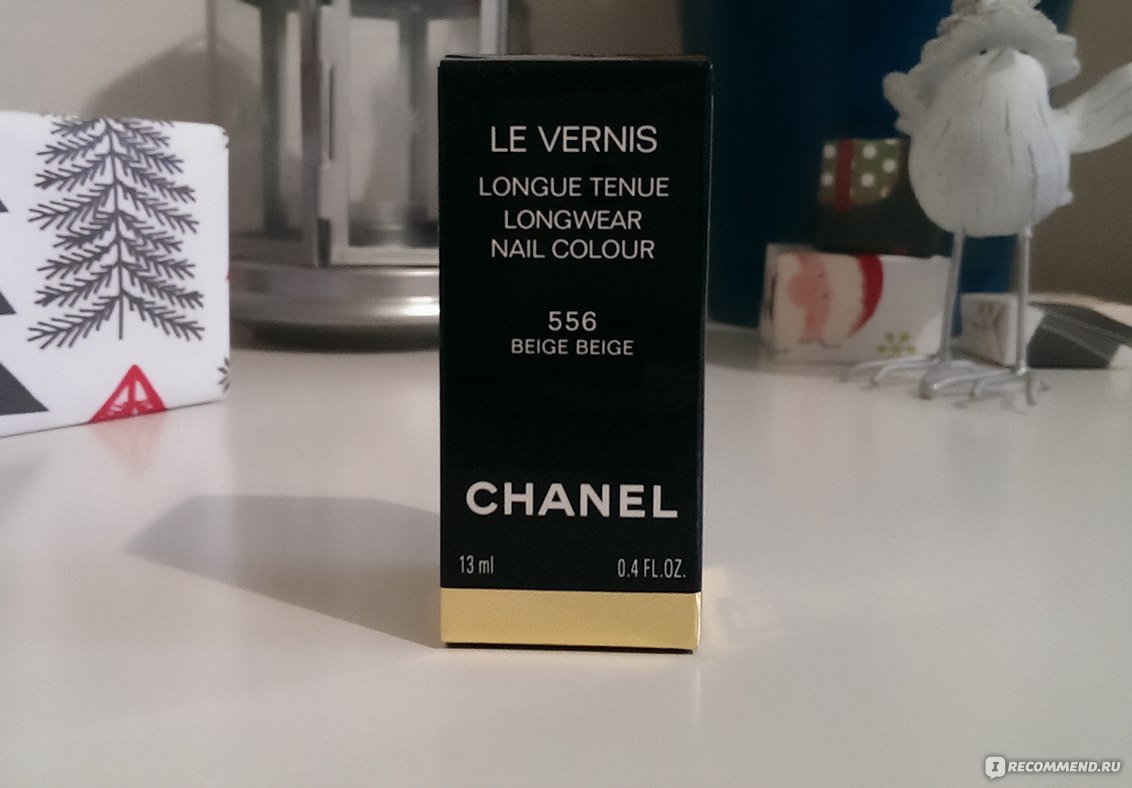 LE VERNIS
LONGUE TENUE
LONGWEAR
NAIL COLOUR
556
BEIGE BEIGE
CHANEL
13 ml 0.4 FL.OZ.
I RECOMMEND.RU